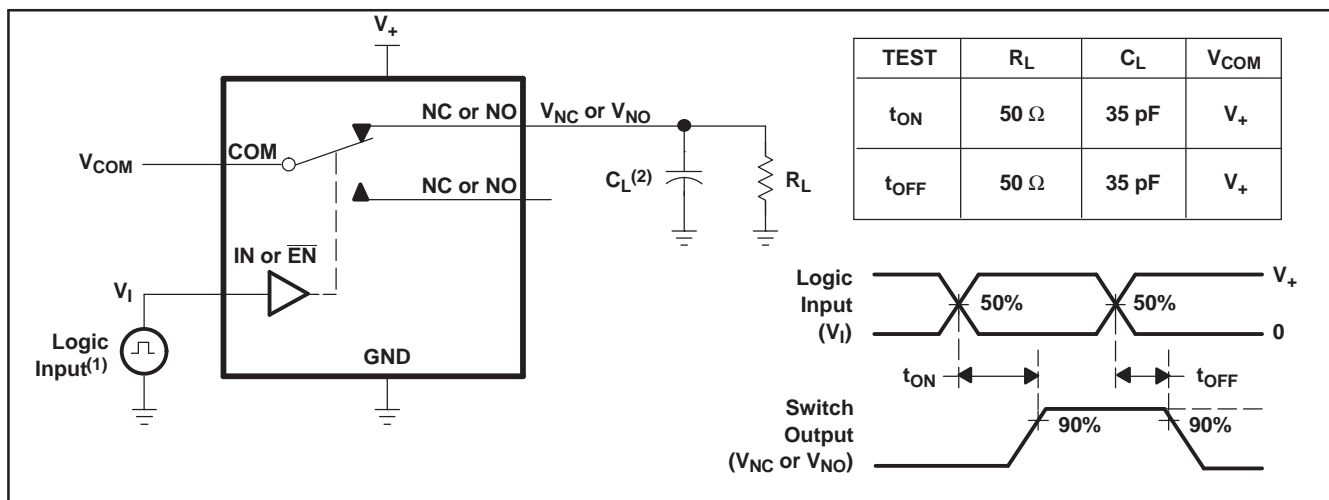 V+
NC or NO
VNC or VNO
COM
VCOM
CL(2)
RL
NC or NO
IN or E̅N̅
VI
Logic
Input(1)
GND
TEST RL CL VCOM
tON 50 Ω 35 pF V+
tOFF 50 Ω 35 pF V+
Logic
Input
(VI)
50%
50%
V+
0
tON
tOFF
Switch
Output
(VNC or VNO)
90%
90%